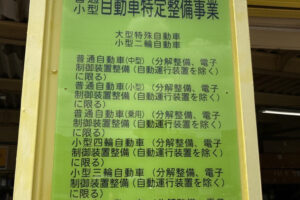 普通
小型 自動車特定整備事業
大型特殊自動車
小型二輪自動車
普通自動車(中型)(分解整備、電子
制御装置整備(自動運行装置を除く)
に限る)
普通自動車(小型)(分解整備、電子
制御装置整備(自動運行装置を除く)
に限る)
普通自動車(乗用)(分解整備、電子
制御装置整備(自動運行装置を除く)
に限る)
小型四輪自動車(分解整備、電子
制御装置整備(自動運行装置を除く)
に限る)
小型三輪自動車(分解整備、電子
制御装置整備(自動運行装置を除く)
に限る)